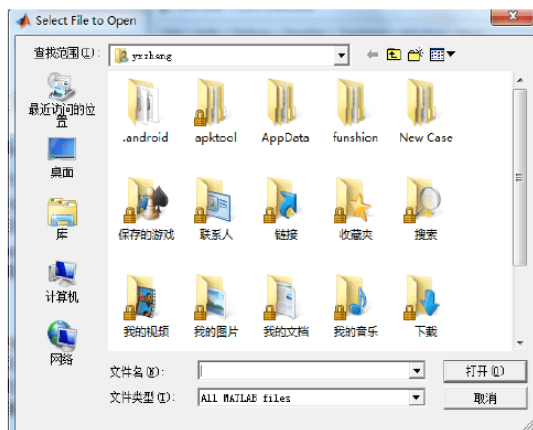 Select File to Open
查找范围(I):
yxzhang
最近访问的位置
桌面
库
计算机
网络
.android
apktool
AppData
funshion
New Case
保存的游戏
联系人
链接
收藏夹
搜索
我的视频
我的图片
我的文档
我的音乐
下载
文件名(N):
打开(O)
文件类型(T):
All MATLAB files
取消